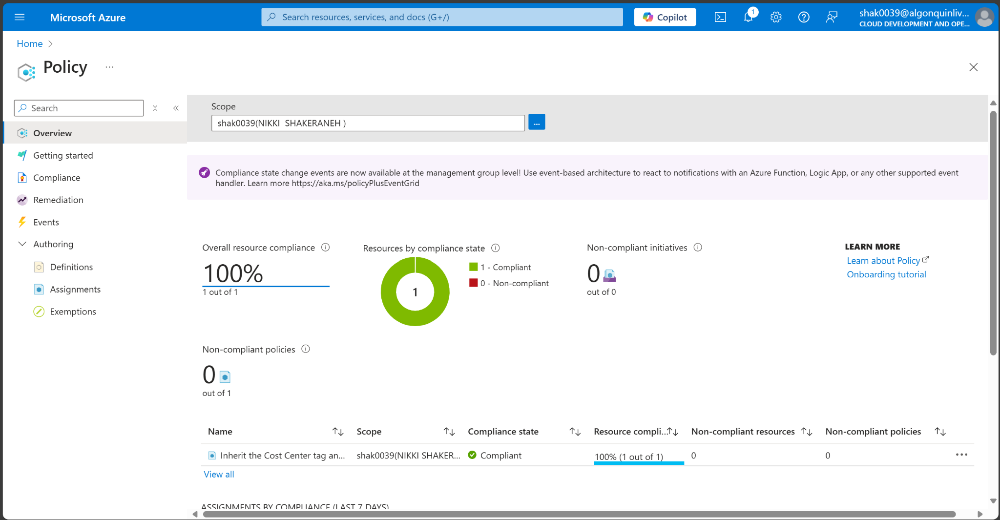 Microsoft Azure
Search resources, services, and docs (G+/)
Copilot
1
shak0039@algonquinliv...
CLOUD DEVELOPMENT AND OPE...
Home
Policy
...
Search
Overview
Getting started
Compliance
Remediation
Events
Authoring
Definitions
Assignments
Exemptions
Scope
shak0039(NIKKI  SHAKERANEH )
...
Compliance state change events are now available at the management group level! Use event-based architecture to react to notifications with an Azure Function, Logic App, or any other supported event
handler. Learn more https://aka.ms/policyPlusEventGrid
Overall resource compliance
100%
1 out of 1
Resources by compliance state
1
1 - Compliant
0 - Non-compliant
Non-compliant initiatives
0
out of 0
LEARN MORE
Learn about Policy
Onboarding tutorial
Non-compliant policies
0
out of 1
Name Scope Compliance state Resource compli... Non-compliant resources Non-compliant policies
Inherit the Cost Center tag an... shak0039(NIKKI SHAKER... Compliant 100% (1 out of 1) 0 0 ...
View all
ASSIGNMENTS BY COMPLIANCE (LAST 7 DAYS)